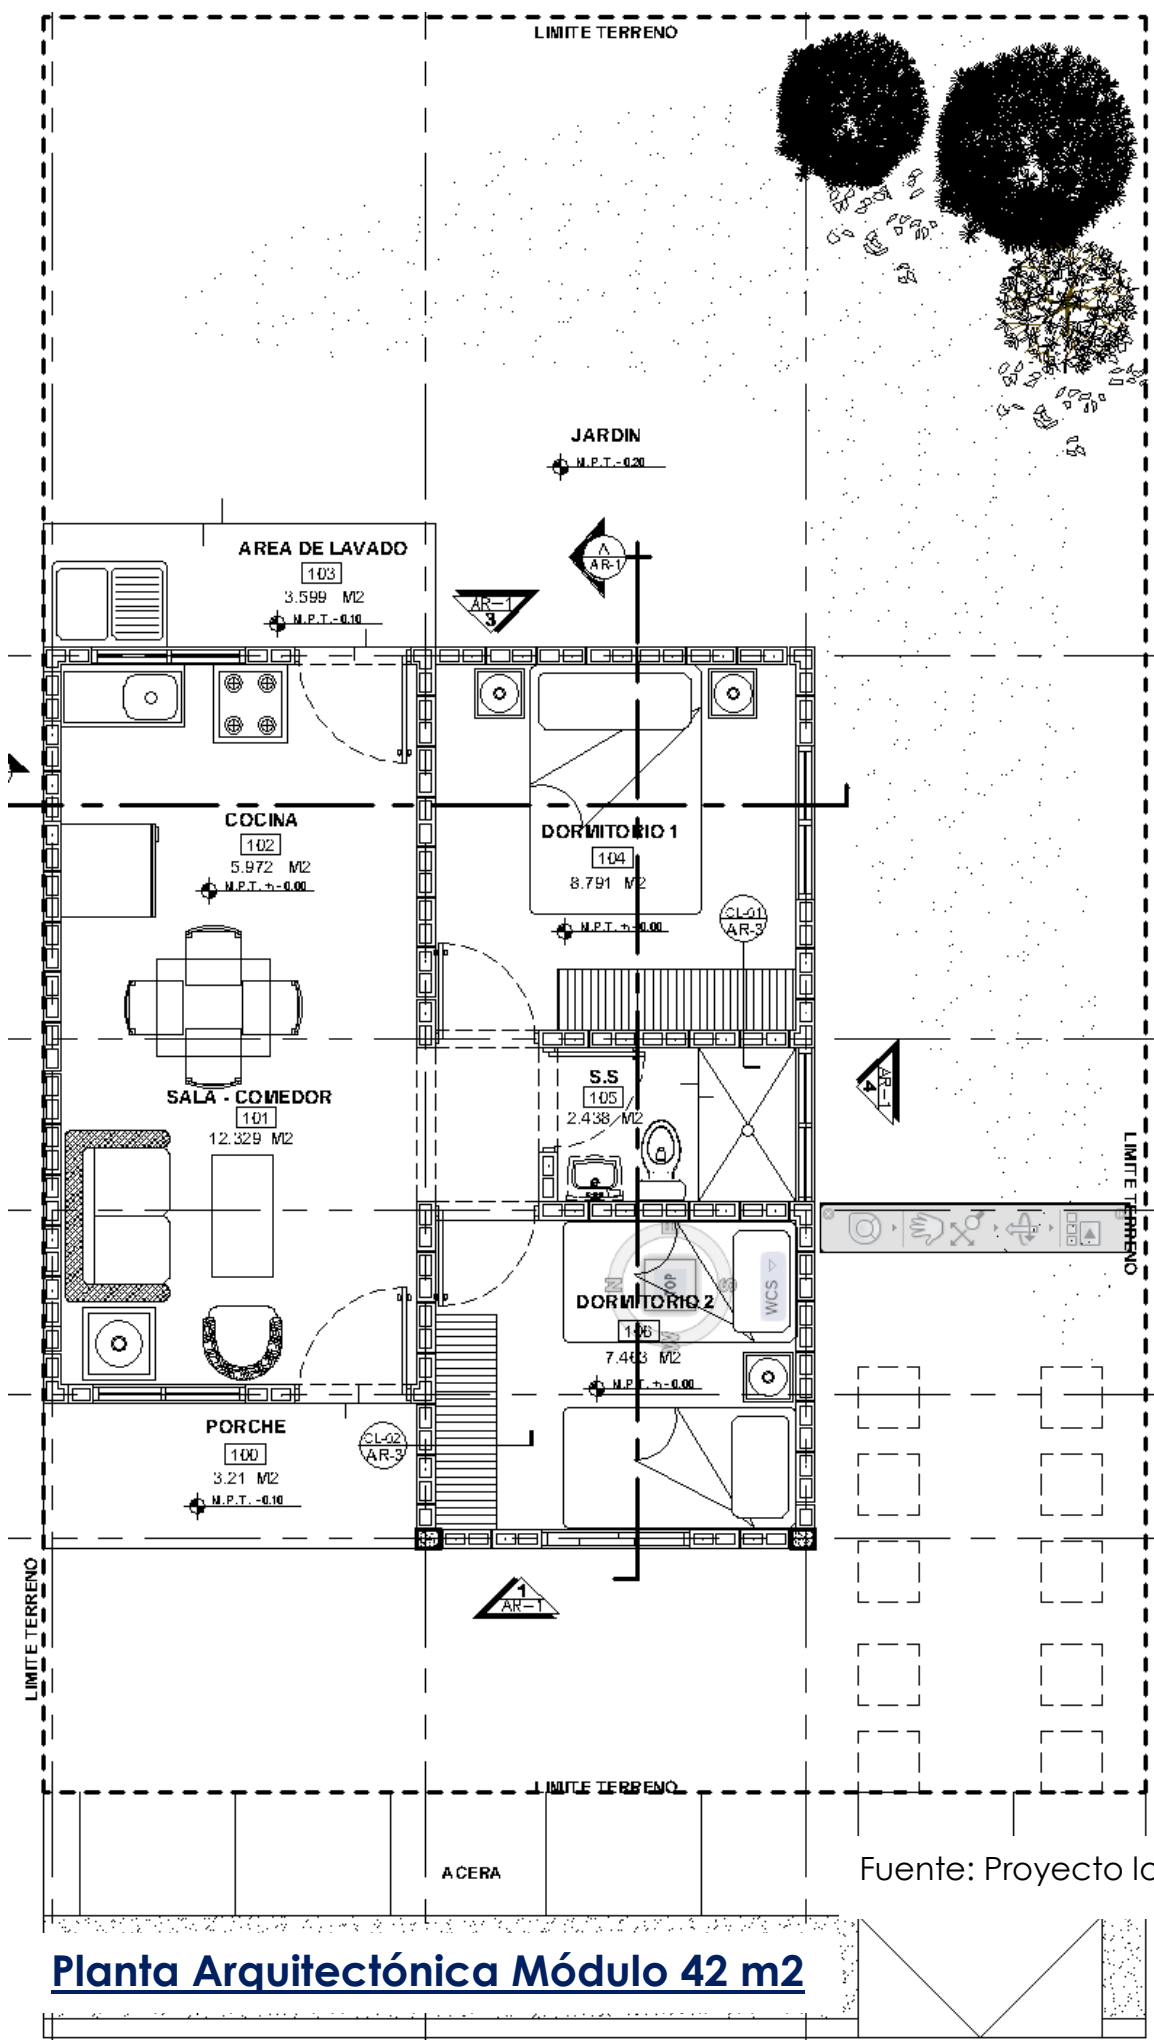 LIMITE TERRENO
JARDIN
N.P.T.-0.20
AREA DE LAVADO
103
3.599 M2
N.P.T.-0.10
A
AR-1
AR-1
3
COCINA
102
5.972 M2
N.P.T. +-0.00
DORMITORIO 1
104
8.791 M2
N.P.T. +-0.00
CL-01
AR-3
SALA - COMEDOR
101
12.329 M2
S.S
105
2.438 M2
AR-1
4
LIMITE TERRENO
E
N
TOP
S
W
WCS
DORMITORIO 2
106
7.463 M2
N.P.T. +-0.00
PORCHE
100
3.21 M2
N.P.T. -0.10
CL-02
AR-3
1
AR-1
LIMITE TERRENO
LIMITE TERRENO
ACERA
Fuente: Proyecto
Planta Arquitectónica Módulo 42 m2